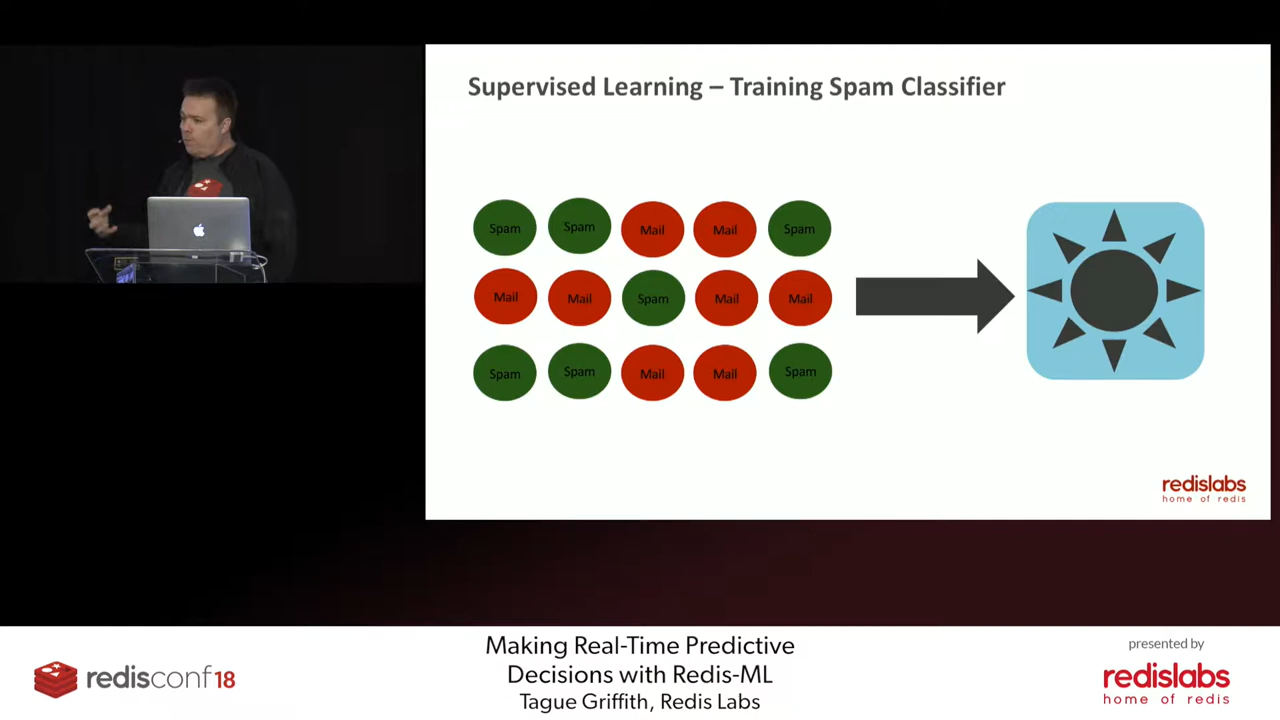 Supervised Learning – Training Spam Classifier
Spam Spam Mail Mail Spam
Mail Mail Spam Mail Mail
Spam Spam Mail Mail Spam
redislabs
home of redis
redisconf18
Making Real-Time Predictive
Decisions with Redis-ML
Tague Griffith, Redis Labs
presented by
redislabs
home of redis